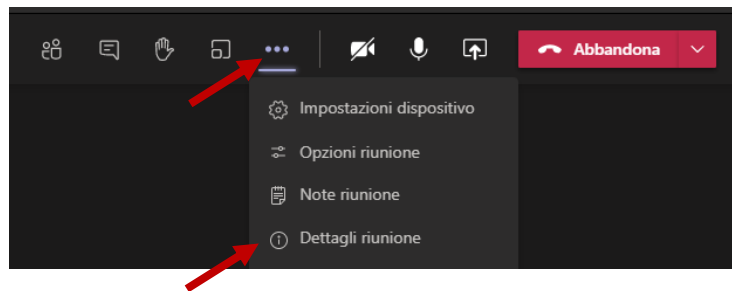 Abbandona
Impostazioni dispositivo
Opzioni riunione
Note riunione
Dettagli riunione